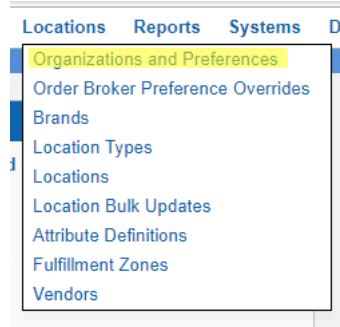 Locations Reports Systems D
Organizations and Preferences
Order Broker Preference Overrides
Brands
Location Types
d
Locations
Location Bulk Updates
Attribute Definitions
Fulfillment Zones
Vendors